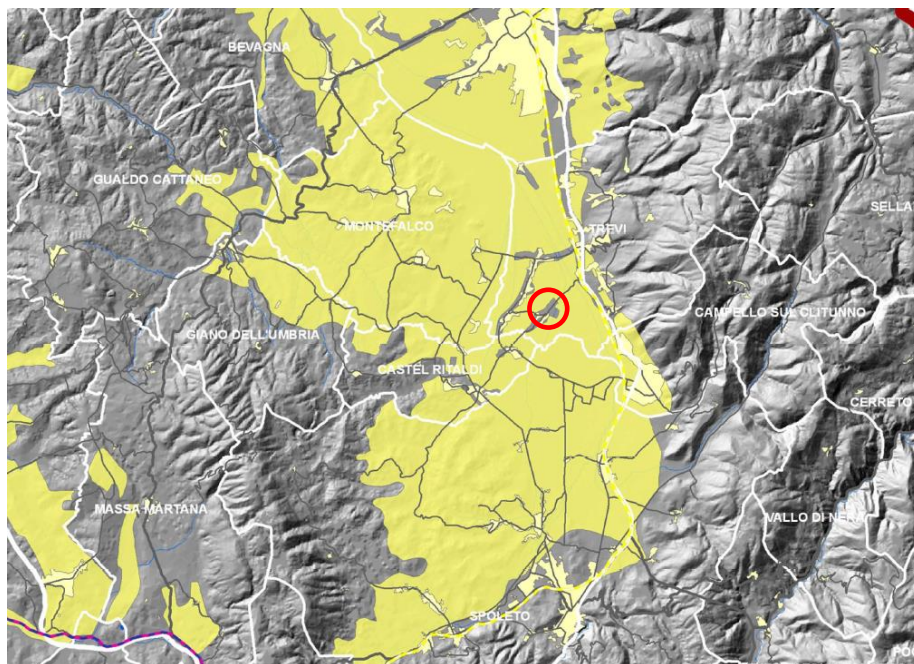 BEVAGNA
GUALDO CATTANEO
SELLA
MONTEFALCO
TREVI
CAMPELLO SUL CLITUNNO
GIANO DELL'UMBRIA
CASTEL RITALDI
CERRETO
MASSA MARTANA
VALLO DI NERA
SPOLETO